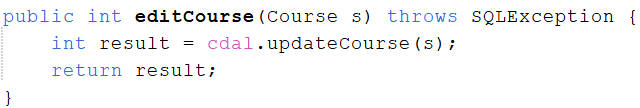 public int editCourse(Course s) throws SQLException {
    int result = cdal.updateCourse(s);
    return result;
}